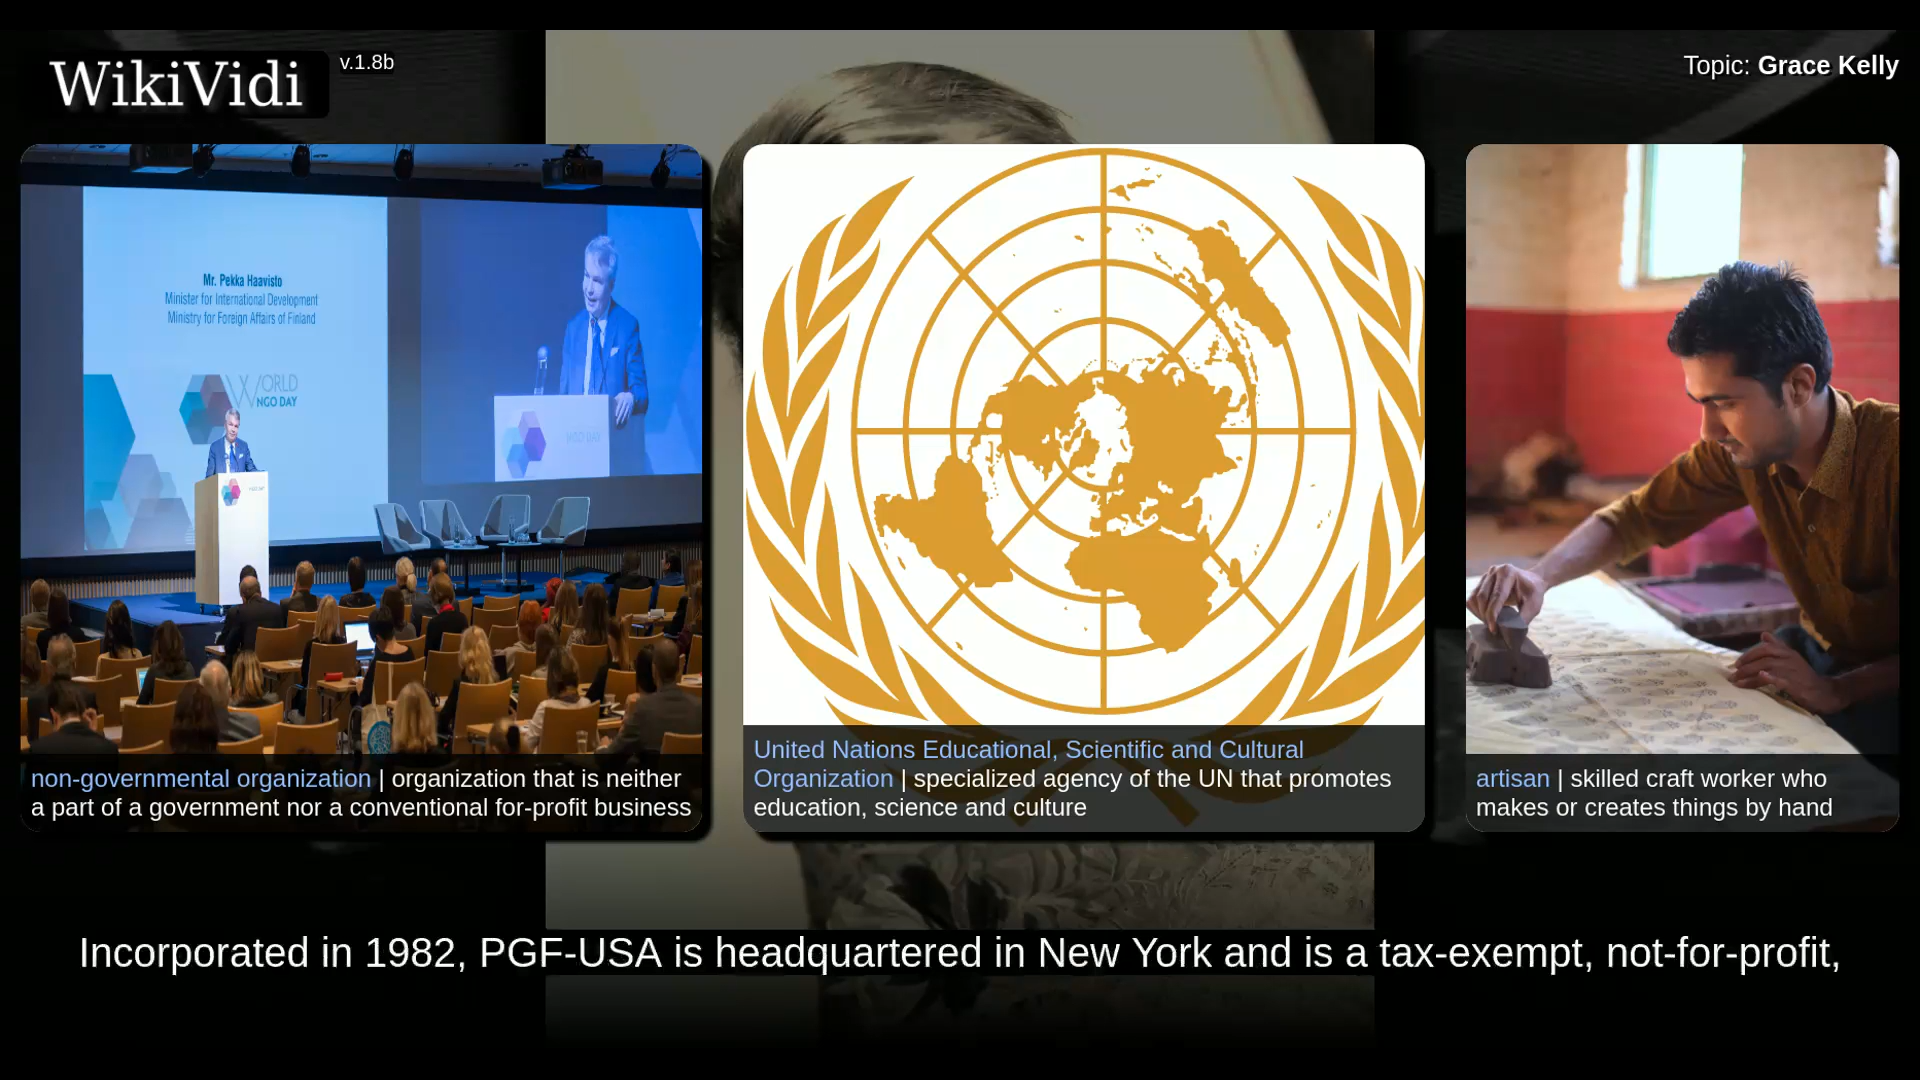 WikiVidi
v.1.8b
Topic: Grace Kelly
Mr. Pekka Haavisto
Minister for International Development
Ministry for Foreign Affairs of Finland
WORLD
NGO DAY
non-governmental organization | organization that is neither
a part of a government nor a conventional for-profit business
United Nations Educational, Scientific and Cultural
Organization | specialized agency of the UN that promotes
education, science and culture
artisan | skilled craft worker who
makes or creates things by hand
Incorporated in 1982, PGF-USA is headquartered in New York and is a tax-exempt, not-for-profit,